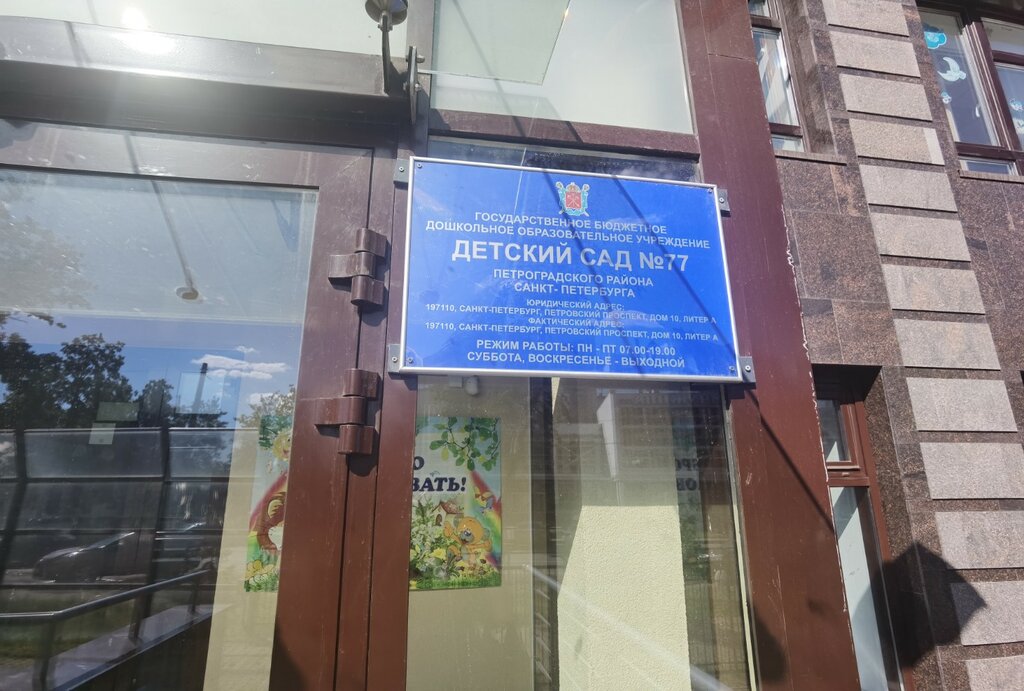 ГОСУДАРСТВЕННОЕ БЮДЖЕТНОЕ
ДОШКОЛЬНОЕ ОБРАЗОВАТЕЛЬНОЕ УЧРЕЖДЕНИЕ
ДЕТСКИЙ САД №77
ПЕТРОГРАДСКОГО РАЙОНА
САНКТ- ПЕТЕРБУРГА
ЮРИДИЧЕСКИЙ АДРЕС:
197110, САНКТ-ПЕТЕРБУРГ, ПЕТРОВСКИЙ ПРОСПЕКТ, ДОМ 10, ЛИТЕР А
ФАКТИЧЕСКИЙ АДРЕС:
197110, САНКТ-ПЕТЕРБУРГ, ПЕТРОВСКИЙ ПРОСПЕКТ, ДОМ 10, ЛИТЕР А
РЕЖИМ РАБОТЫ: ПН - ПТ 07.00-19.00
СУББОТА, ВОСКРЕСЕНЬЕ - ВЫХОДНОЙ
О
ВАТЬ!